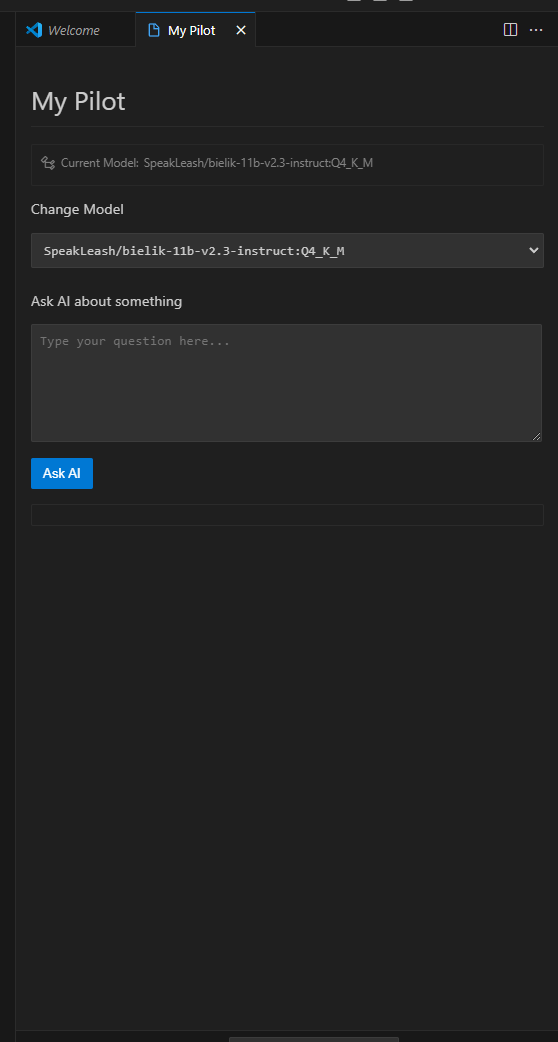 Welcome
My Pilot
My Pilot
Current Model: SpeakLeash/bielik-11b-v2.3-instruct:Q4_K_M
Change Model
SpeakLeash/bielik-11b-v2.3-instruct:Q4_K_M
Ask AI about something
Type your question here...
Ask AI